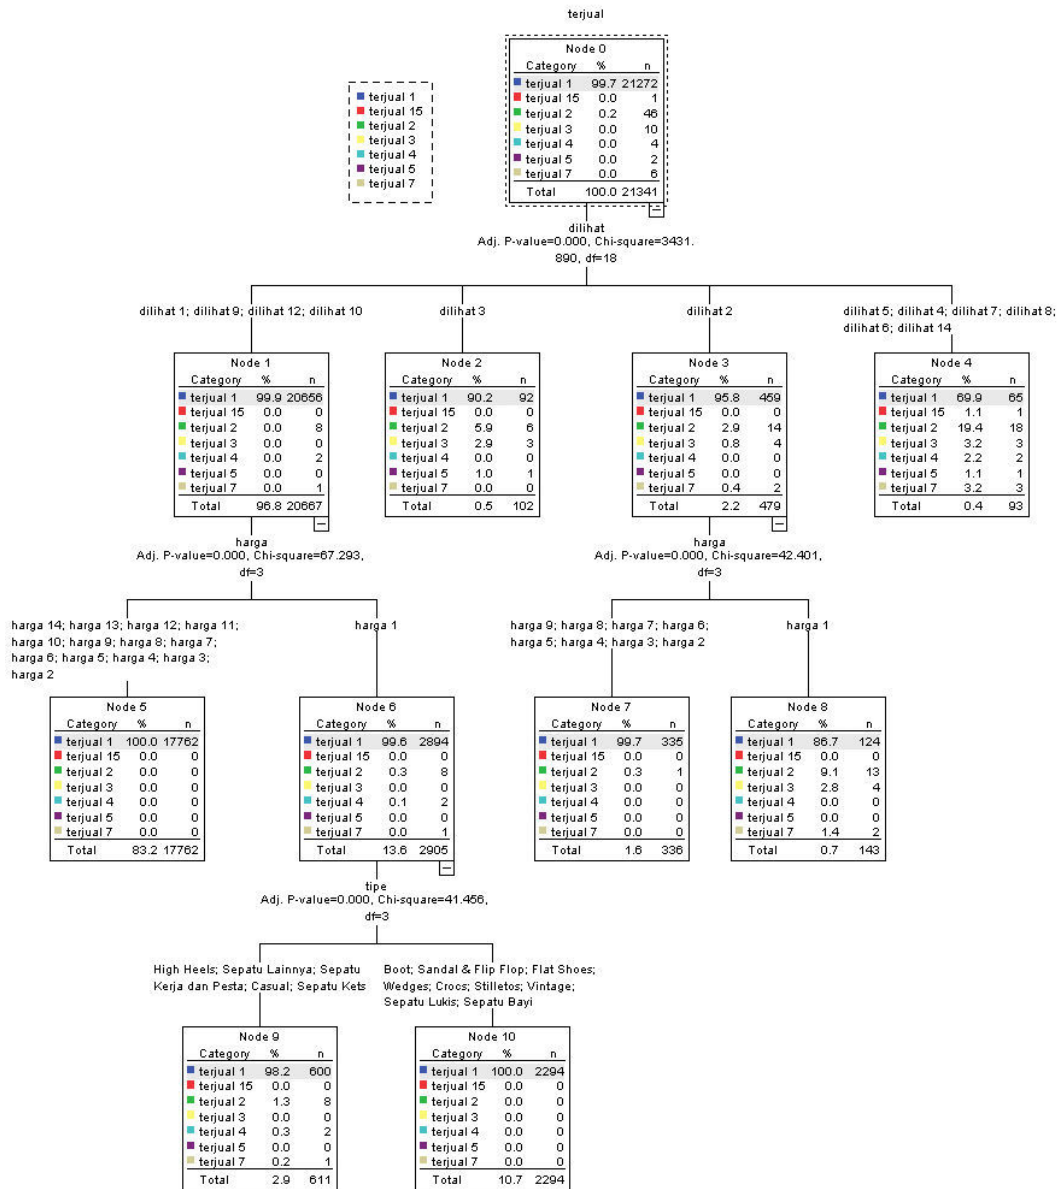 terjual
Node 0
Category % n
terjual 1 99.7 21272
terjual 15 0.0 1
terjual 2 0.2 46
terjual 3 0.0 10
terjual 4 0.0 4
terjual 5 0.0 2
terjual 7 0.0 6
Total 100.0 21341
terjual 1
terjual 15
terjual 2
terjual 3
terjual 4
terjual 5
terjual 7
dilihat
Adj. P-value=0.000, Chi-square=3431.
890, df=18
dilihat 1; dilihat 9; dilihat 12; dilihat 10
dilihat 3
dilihat 2
dilihat 5; dilihat 4; dilihat 7; dilihat 8;
dilihat 6; dilihat 14
Node 1
Category % n
terjual 1 99.9 20656
terjual 15 0.0 0
terjual 2 0.0 8
terjual 3 0.0 0
terjual 4 0.0 2
terjual 5 0.0 0
terjual 7 0.0 1
Total 96.8 20667
Node 2
Category % n
terjual 1 90.2 92
terjual 15 0.0 0
terjual 2 5.9 6
terjual 3 2.9 3
terjual 4 0.0 0
terjual 5 1.0 1
terjual 7 0.0 0
Total 0.5 102
Node 3
Category % n
terjual 1 95.8 459
terjual 15 0.0 0
terjual 2 2.9 14
terjual 3 0.8 4
terjual 4 0.0 0
terjual 5 0.0 0
terjual 7 0.4 2
Total 2.2 479
Node 4
Category % n
terjual 1 69.9 65
terjual 15 1.1 1
terjual 2 19.4 18
terjual 3 3.2 3
terjual 4 2.2 2
terjual 5 1.1 1
terjual 7 3.2 3
Total 0.4 93
harga
Adj. P-value=0.000, Chi-square=67.293,
df=3
harga
Adj. P-value=0.000, Chi-square=42.401,
df=3
harga 14; harga 13; harga 12; harga 11;
harga 10; harga 9; harga 8; harga 7;
harga 6; harga 5; harga 4; harga 3;
harga 2
harga 1
harga 9; harga 8; harga 7; harga 6;
harga 5; harga 4; harga 3; harga 2
harga 1
Node 5
Category % n
terjual 1 100.0 17762
terjual 15 0.0 0
terjual 2 0.0 0
terjual 3 0.0 0
terjual 4 0.0 0
terjual 5 0.0 0
terjual 7 0.0 0
Total 83.2 17762
Node 6
Category % n
terjual 1 99.6 2894
terjual 15 0.0 0
terjual 2 0.3 8
terjual 3 0.0 0
terjual 4 0.1 2
terjual 5 0.0 0
terjual 7 0.0 1
Total 13.6 2905
Node 7
Category % n
terjual 1 99.7 335
terjual 15 0.0 0
terjual 2 0.3 1
terjual 3 0.0 0
terjual 4 0.0 0
terjual 5 0.0 0
terjual 7 0.0 0
Total 1.6 336
Node 8
Category % n
terjual 1 86.7 124
terjual 15 0.0 0
terjual 2 9.1 13
terjual 3 2.8 4
terjual 4 0.0 0
terjual 5 0.0 0
terjual 7 1.4 2
Total 0.7 143
tipe
Adj. P-value=0.000, Chi-square=41.456,
df=3
High Heels; Sepatu Lainnya; Sepatu
Kerja dan Pesta; Casual; Sepatu Kets
Boot; Sandal & Flip Flop; Flat Shoes;
Wedges; Crocs; Stilletos; Vintage;
Sepatu Lukis; Sepatu Bayi
Node 9
Category % n
terjual 1 98.2 600
terjual 15 0.0 0
terjual 2 1.3 8
terjual 3 0.0 0
terjual 4 0.3 2
terjual 5 0.0 0
terjual 7 0.2 1
Total 2.9 611
Node 10
Category % n
terjual 1 100.0 2294
terjual 15 0.0 0
terjual 2 0.0 0
terjual 3 0.0 0
terjual 4 0.0 0
terjual 5 0.0 0
terjual 7 0.0 0
Total 10.7 2294